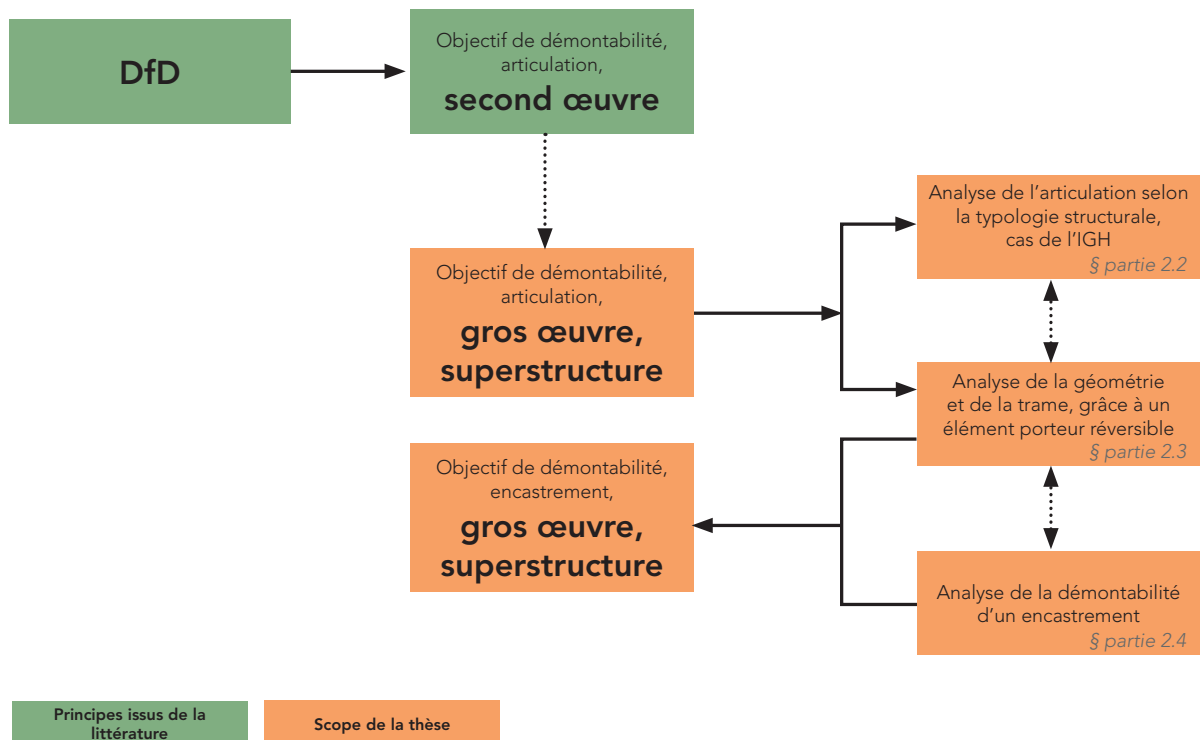 DfD
Objectif de démontabilité,
articulation,
second œuvre
Objectif de démontabilité,
articulation,
gros œuvre,
superstructure
Objectif de démontabilité,
encastrement,
gros œuvre,
superstructure
Analyse de l’articulation selon
la typologie structurale,
cas de l’IGH
§ partie 2.2
Analyse de la géométrie
et de la trame, grâce à un
élément porteur réversible
§ partie 2.3
Analyse de la démontabilité
d’un encastrement
§ partie 2.4
Principes issus de la
littérature
Scope de la thèse